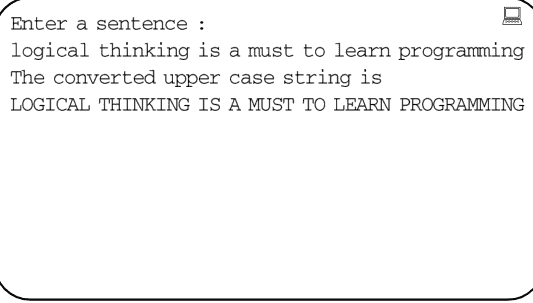 Enter a sentence :
logical thinking is a must to learn programming
The converted upper case string is
LOGICAL THINKING IS A MUST TO LEARN PROGRAMMING